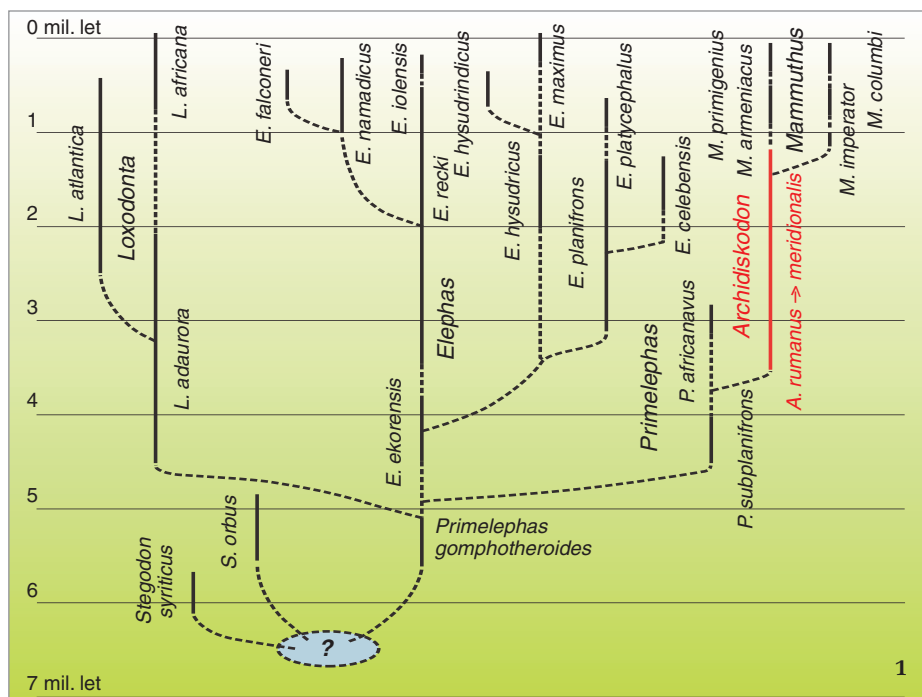 0 mil. let
L. africana
E. falconeri
E. namadicus
E. iolensis
E. hysudrindicus
E. maximus
E. platycephalus
M. primigenius
M. armeniacus
Mammuthus
M. imperator
M. columbi
1
L. atlantica
Loxodonta
E. recki
E. hysudricus
E. planifrons
E. celebensis
2
Archidiskodon
A. rumanus → meridionalis
3
L. adaurora
Elephas
Primelephas
P. africanavus
4
E. ekorensis
P. subplanifrons
5
S. orbus
Primelephas
gomphotheroides
Stegodon
syriticus
6
?
7 mil. let
1